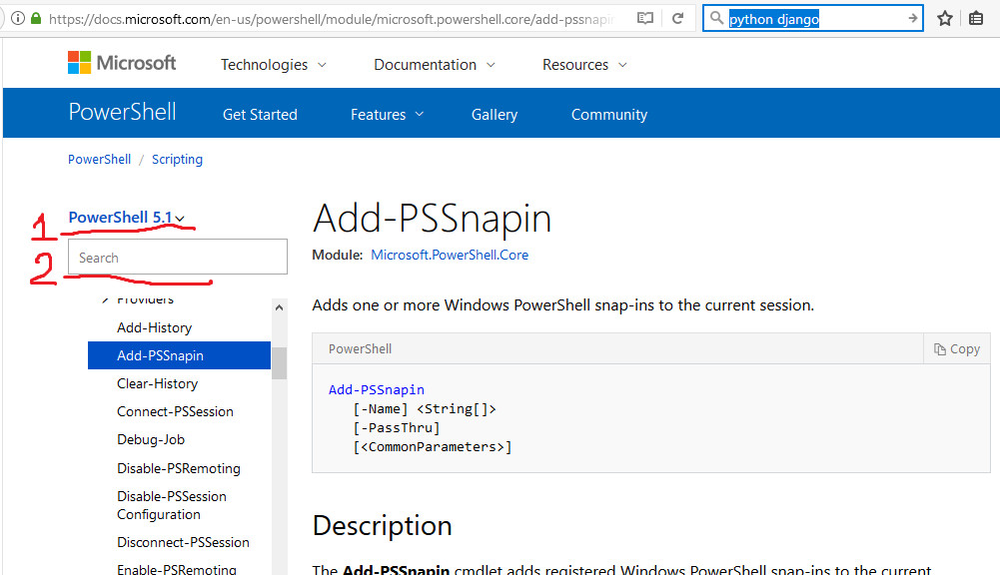 https://docs.microsoft.com/en-us/powershell/module/microsoft.powershell.core/add-pssnapin
python django
Microsoft
Technologies
Documentation
Resources
PowerShell
Get Started
Features
Gallery
Community
PowerShell / Scripting
1
PowerShell 5.1
2
Search
Providers
Add-History
Add-PSSnapin
Clear-History
Connect-PSSession
Debug-Job
Disable-PSRemoting
Disable-PSSession
Configuration
Disconnect-PSSession
Enable-PSRemoting
Add-PSSnapin
Module: Microsoft.PowerShell.Core
Adds one or more Windows PowerShell snap-ins to the current session.
PowerShell
Copy
Add-PSSnapin
[-Name] <String[]>
[-PassThru]
[<CommonParameters>]
Description
The Add-PSSnapin cmdlet adds registered Windows PowerShell snap-ins to the current